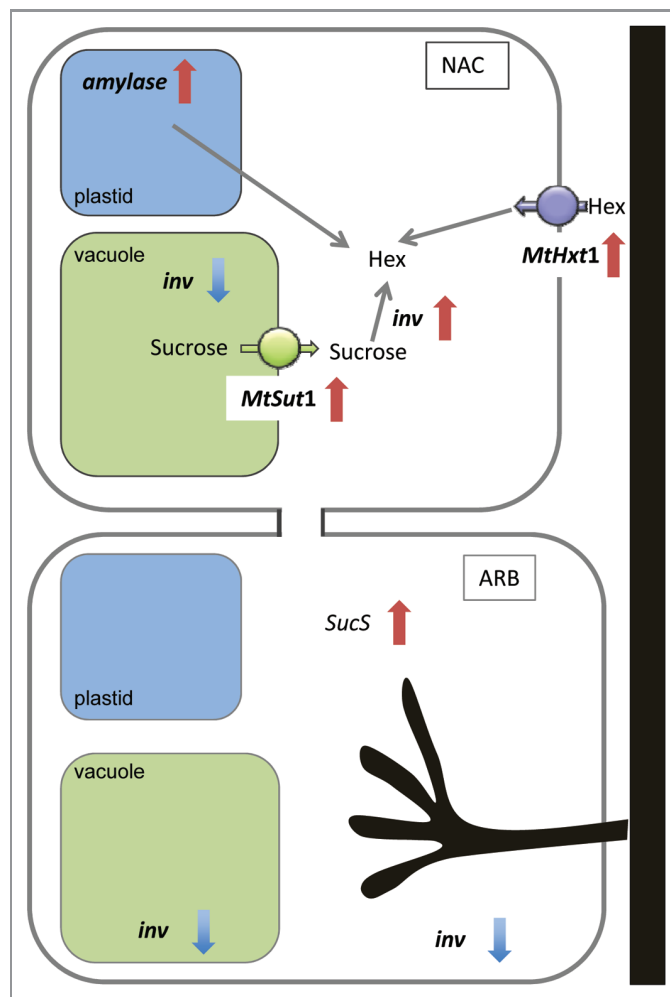 NAC
amylase
plastid
Hex
MtHxt1
vacuole
inv
Hex
inv
Sucrose
Sucrose
MtSut1
ARB
SucS
plastid
vacuole
inv
inv